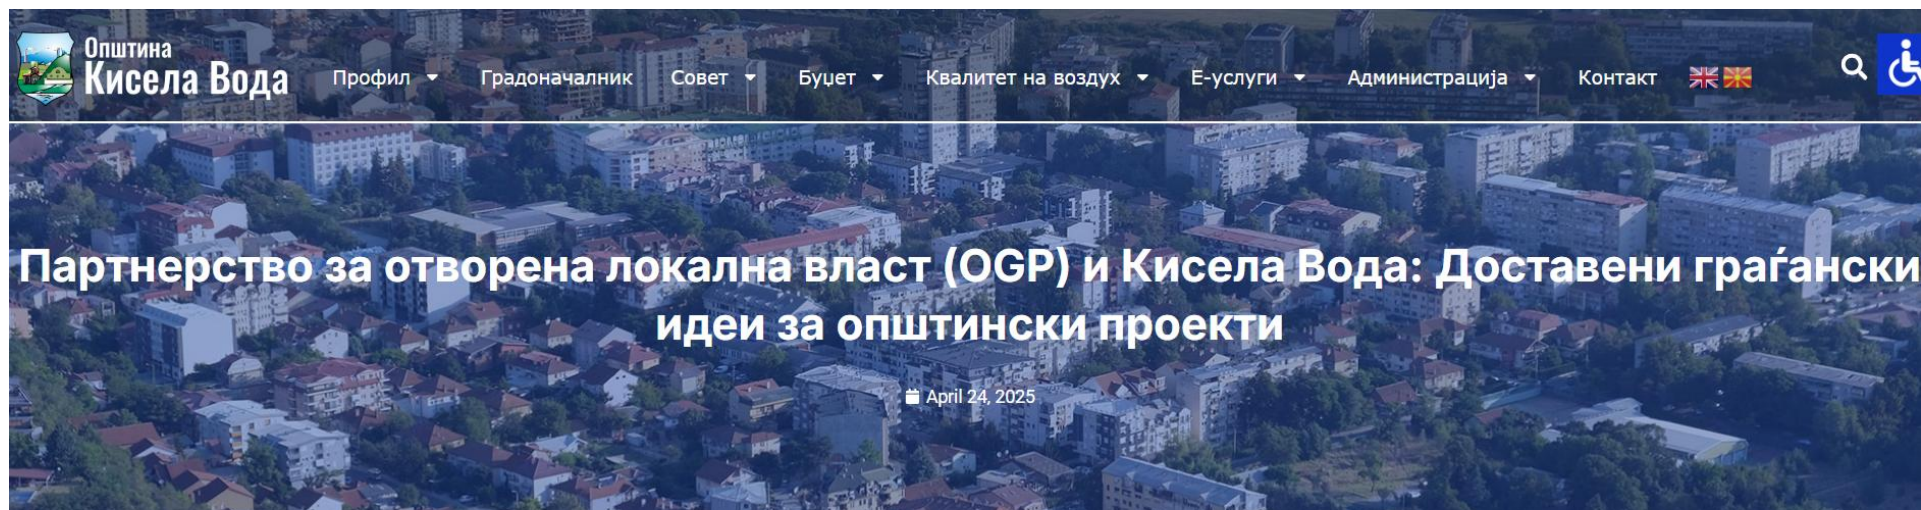 Општина
Кисела Вода
Профил Градоначалник Совет Буџет Квалитет на воздух Е-услуги Администрација Контакт
Партнерство за отворена локална власт (OGP) и Кисела Вода: Доставени граѓански
идеи за општински проекти
April 24, 2025